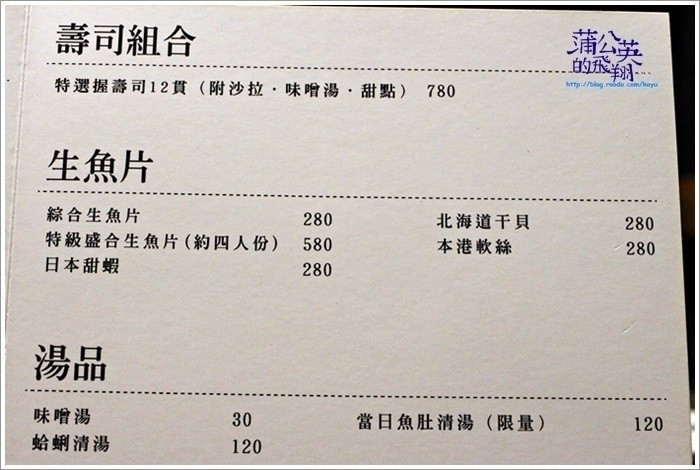 壽司組合
特選握壽司12貫（附沙拉．味噌湯．甜點） 780
生魚片
綜合生魚片 280
特級盛合生魚片(約四人份) 580
日本甜蝦 280
北海道干貝 280
本港軟絲 280
湯品
味噌湯 30
蛤蜊清湯 120
當日魚肚清湯（限量） 120
蒲公英的飛翔
http://blog.roodo.com/kayo